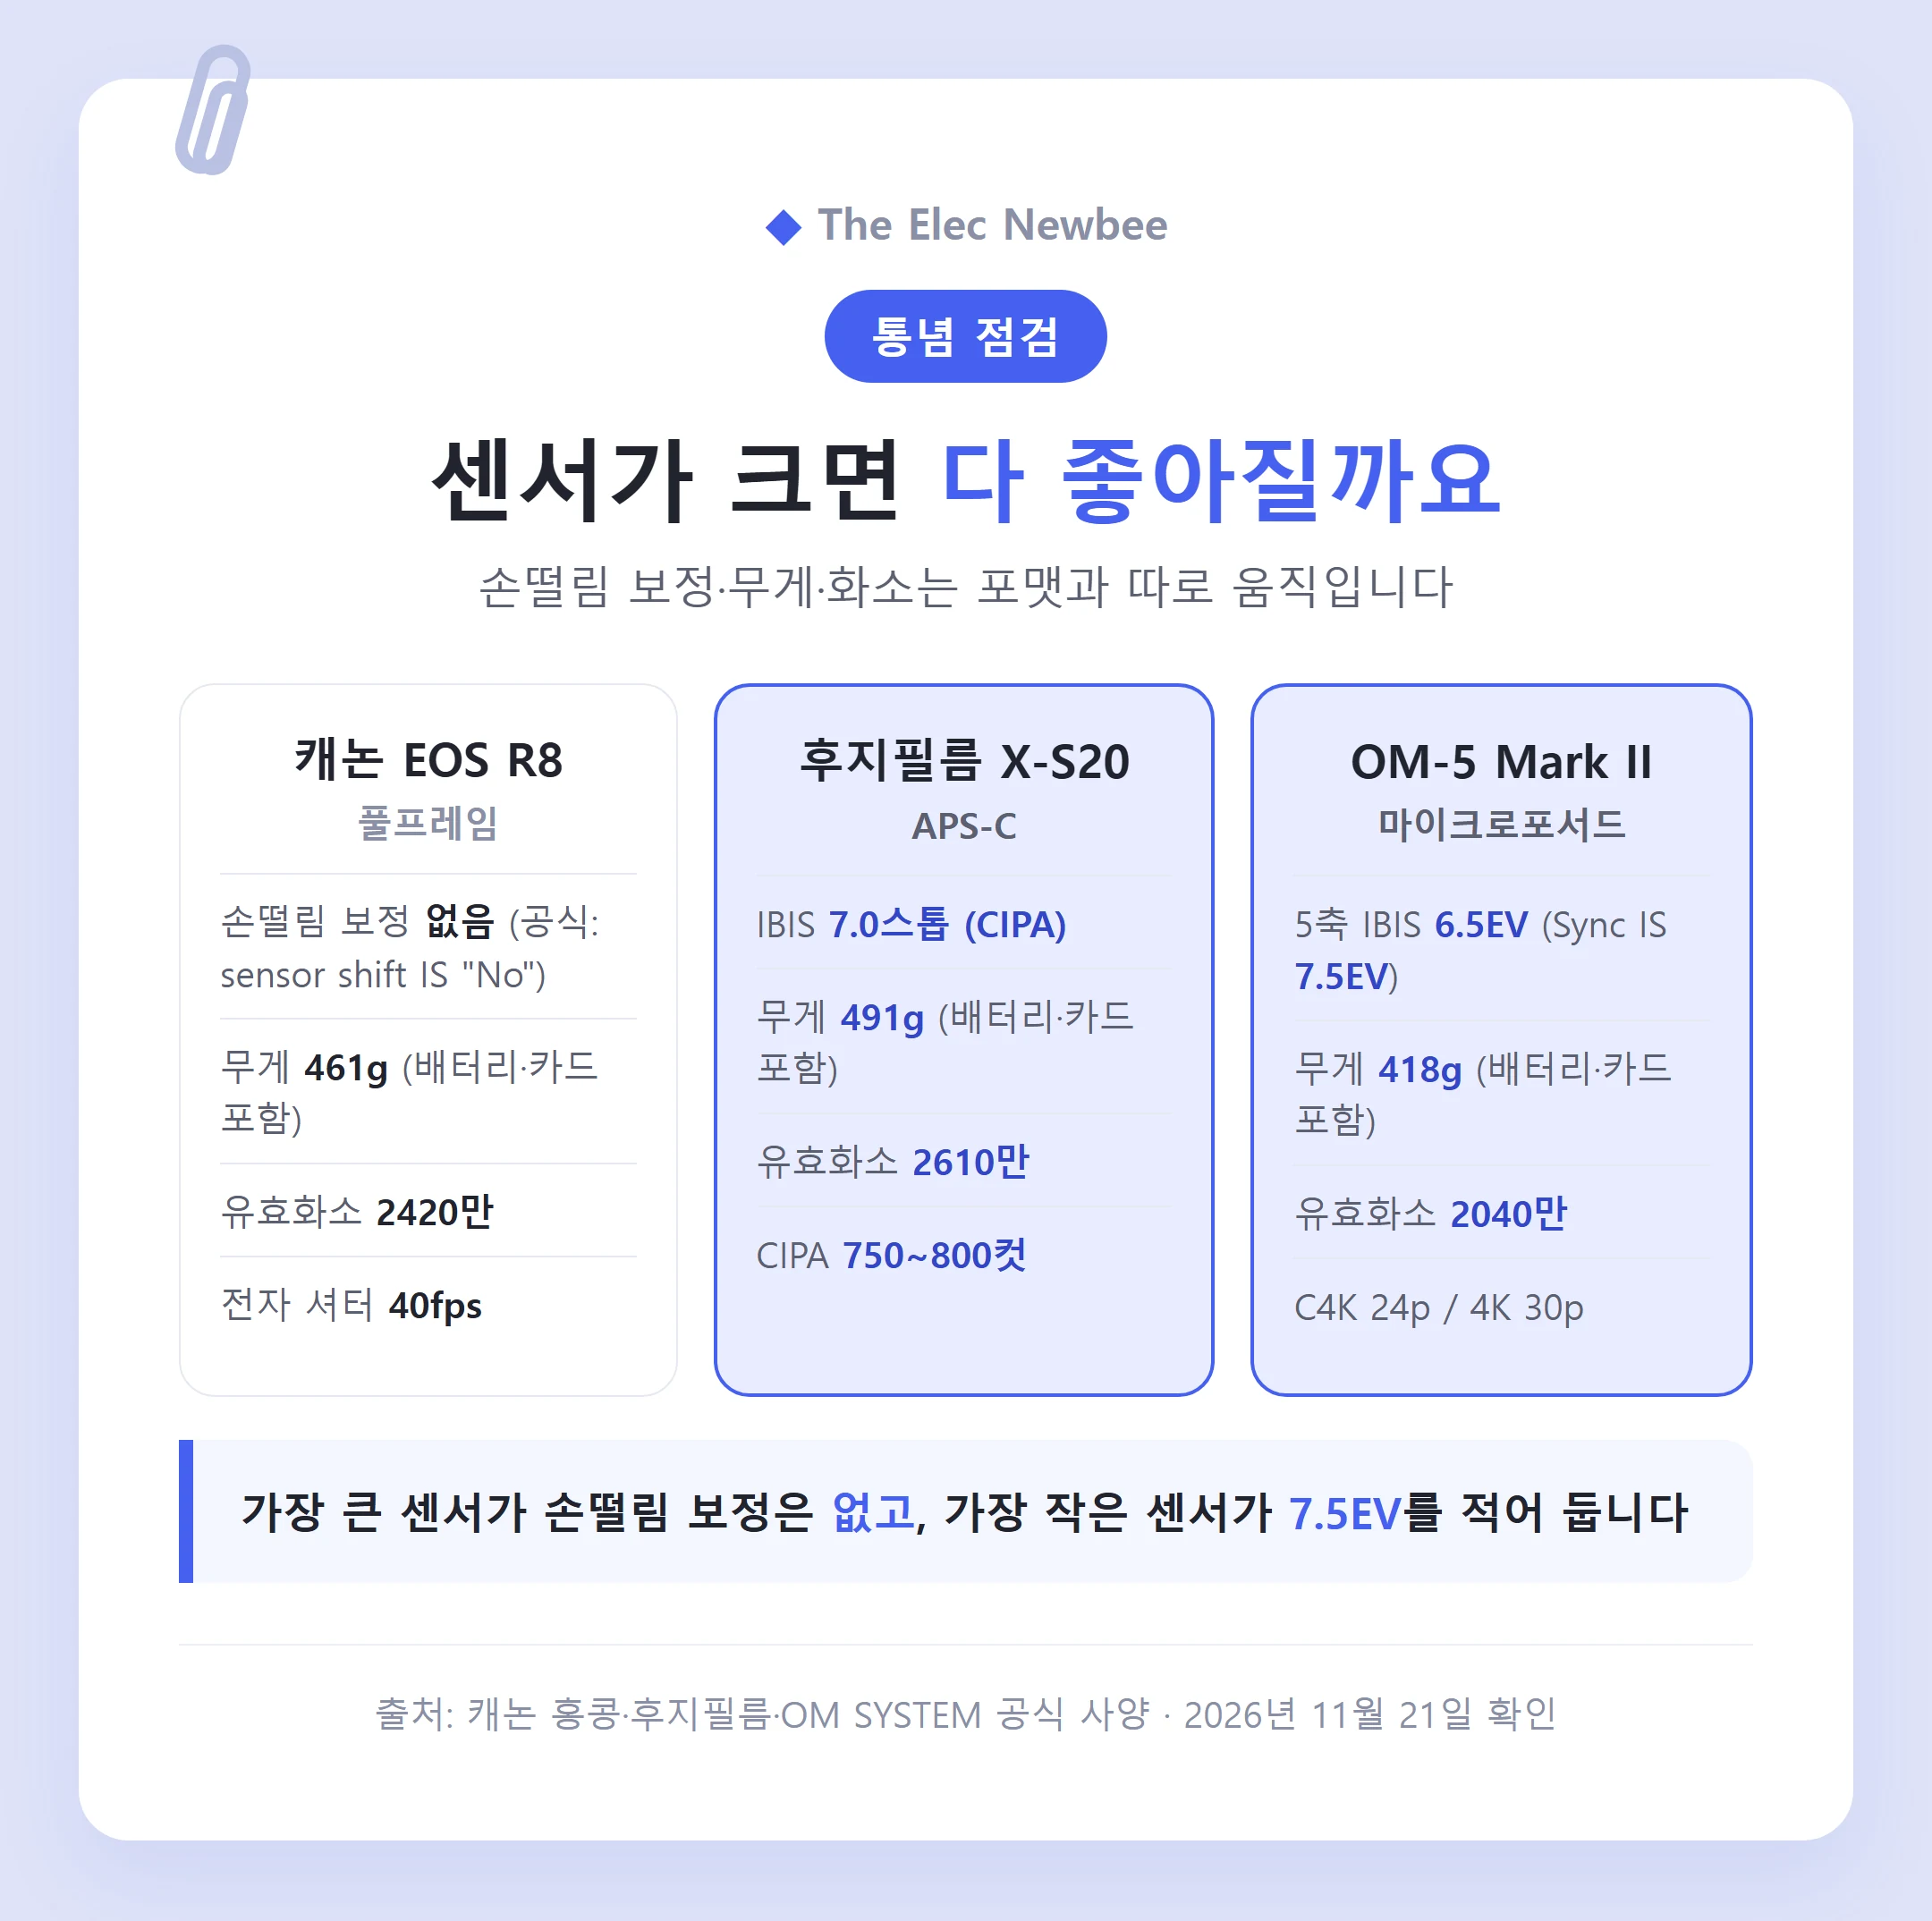 The Elec Newbee
통념 점검
센서가 크면 다 좋아질까요
손떨림 보정·무게·화소는 포맷과 따로 움직입니다
캐논 EOS R8
풀프레임
손떨림 보정 없음 (공식:
sensor shift IS "No")
무게 461g (배터리·카드
포함)
유효화소 2420만
전자 셔터 40fps
후지필름 X-S20
APS-C
IBIS 7.0스톱 (CIPA)
무게 491g (배터리·카드
포함)
유효화소 2610만
CIPA 750~800컷
OM-5 Mark II
마이크로포서드
5축 IBIS 6.5EV (Sync IS
7.5EV)
무게 418g (배터리·카드
포함)
유효화소 2040만
C4K 24p / 4K 30p
가장 큰 센서가 손떨림 보정은 없고, 가장 작은 센서가 7.5EV를 적어 둡니다
출처: 캐논 홍콩·후지필름·OM SYSTEM 공식 사양 · 2026년 11월 21일 확인